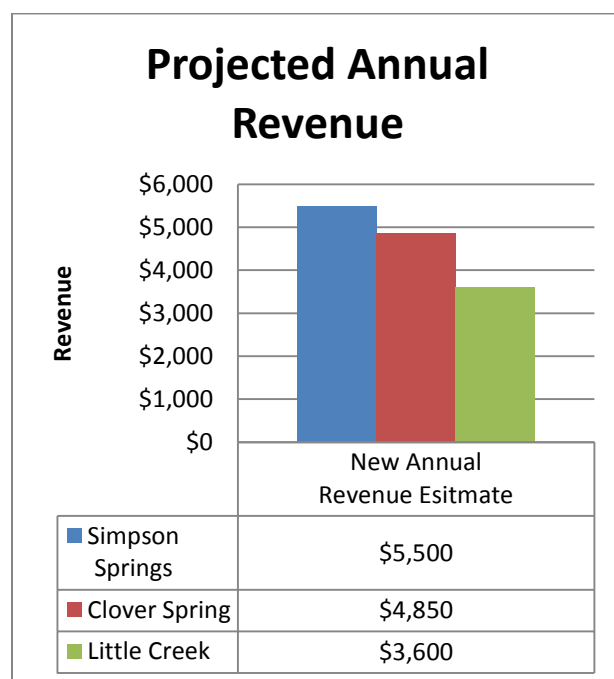 Projected Annual
Revenue
$6,000
$5,000
$4,000
$3,000
$2,000
$1,000
$0
Revenue
New Annual
Revenue Esitmate
Simpson
Springs
$5,500
Clover Spring
$4,850
Little Creek
$3,600